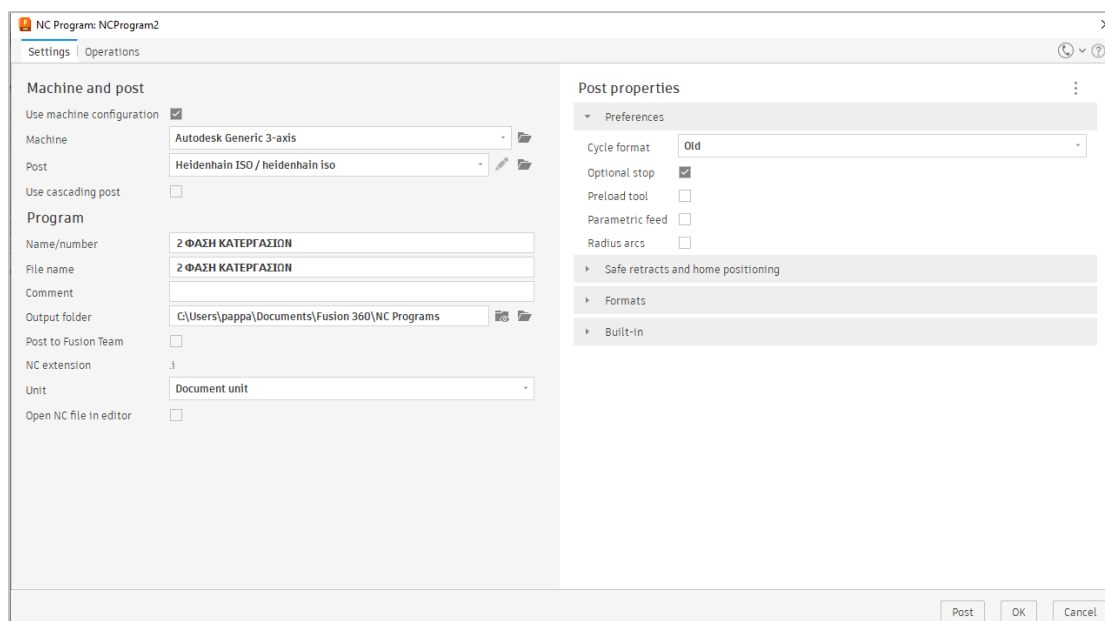 NC Program: NCProgram2
Settings Operations
Machine and post
Use machine configuration
Machine Autodesk Generic 3-axis
Post Heidenhain ISO / heidenhain iso
Use cascading post
Program
Name/number 2 ΦΑΣΗ ΚΑΤΕΡΓΑΣΙΩΝ
File name 2 ΦΑΣΗ ΚΑΤΕΡΓΑΣΙΩΝ
Comment
Output folder C:\Users\pappa\Documents\Fusion 360\NC Programs
Post to Fusion Team
NC extension .i
Unit Document unit
Open NC file in editor
Post properties
Preferences
Cycle format Old
Optional stop
Preload tool
Parametric feed
Radius arcs
Safe retracts and home positioning
Formats
Built-in
Post OK Cancel